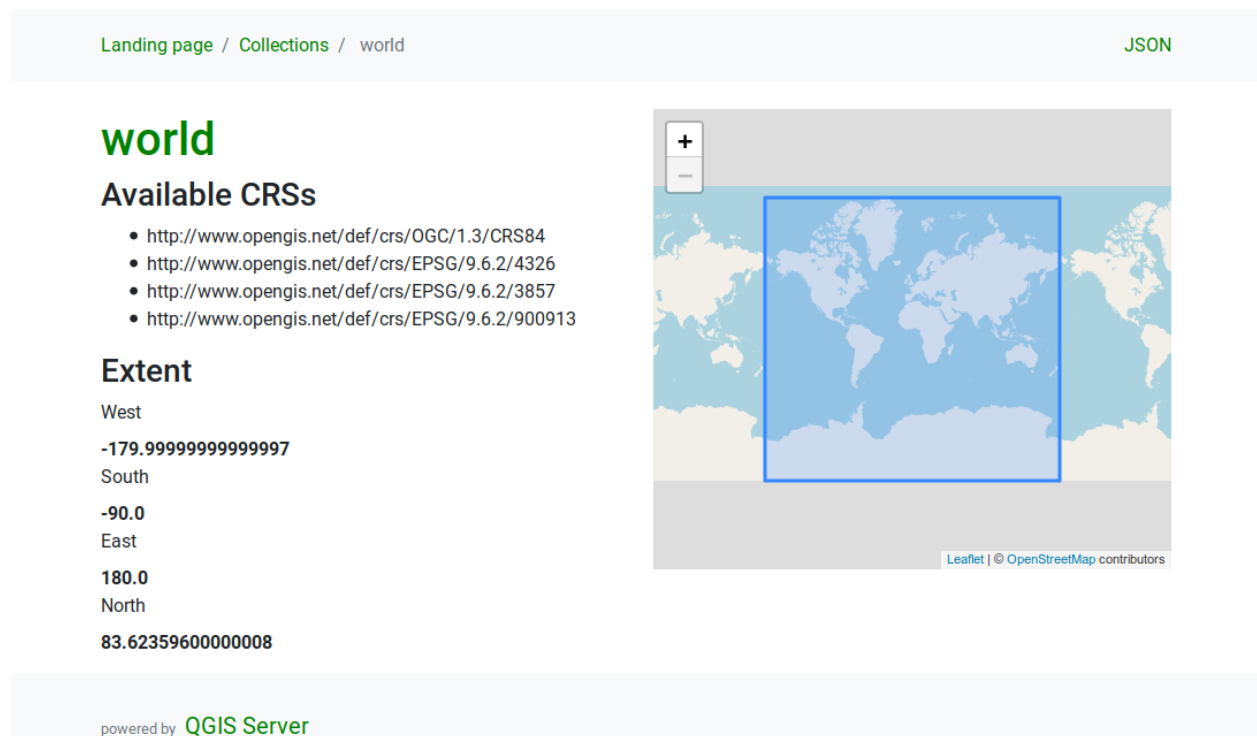 Landing page / Collections / world
JSON
world
Available CRSs
http://www.opengis.net/def/crs/OGC/1.3/CRS84
http://www.opengis.net/def/crs/EPSG/9.6.2/4326
http://www.opengis.net/def/crs/EPSG/9.6.2/3857
http://www.opengis.net/def/crs/EPSG/9.6.2/900913
Extent
West
-179.99999999999997
South
-90.0
East
180.0
North
83.62359600000008
+
−
Leaflet | © OpenStreetMap contributors
powered by QGIS Server